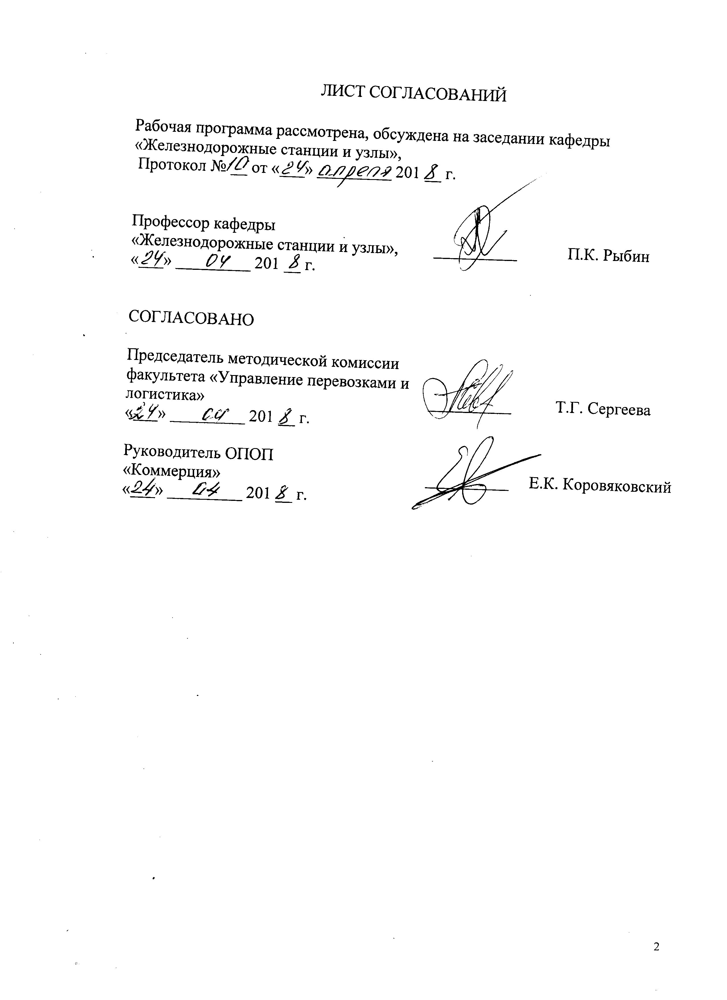 ЛИСТ СОГЛАСОВАНИЙ
Рабочая программа рассмотрена, обсуждена на заседании кафедры
«Железнодорожные станции и узлы»,
Протокол №10 от «24» апреля 2018 г.
Профессор кафедры
«Железнодорожные станции и узлы»,
«24» 04 2018 г. П.К. Рыбин
СОГЛАСОВАНО
Председатель методической комиссии
факультета «Управление перевозками и
логистика»
«24» 04 2018 г. Т.Г. Сергеева
Руководитель ОПОП
«Коммерция»
«24» 04 2018 г. Е.К. Коровяковский
2